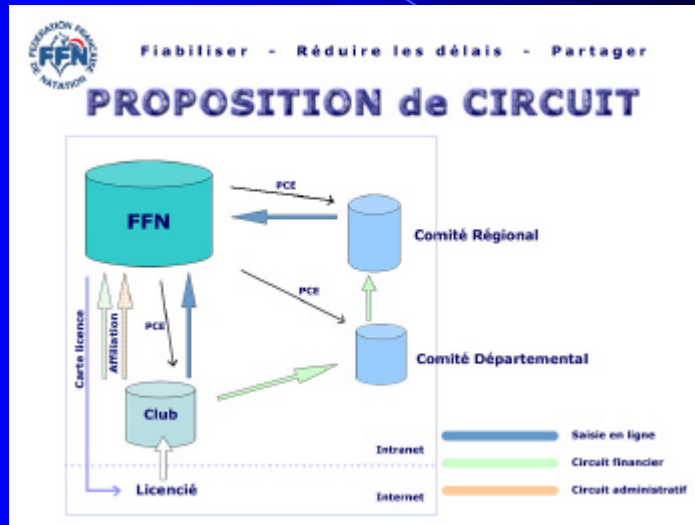 FEDERATION FRANÇAISE
FFN
DE NATATION
Fiabiliser - Réduire les délais - Partager
PROPOSITION de CIRCUIT
PCE
FFN
Comité Régional
PCE
Carte licence
Affiliation
PCE
Comité Départemental
Club
Intranet
Saisie en ligne
Circuit financier
Licencié
Internet
Circuit administratif